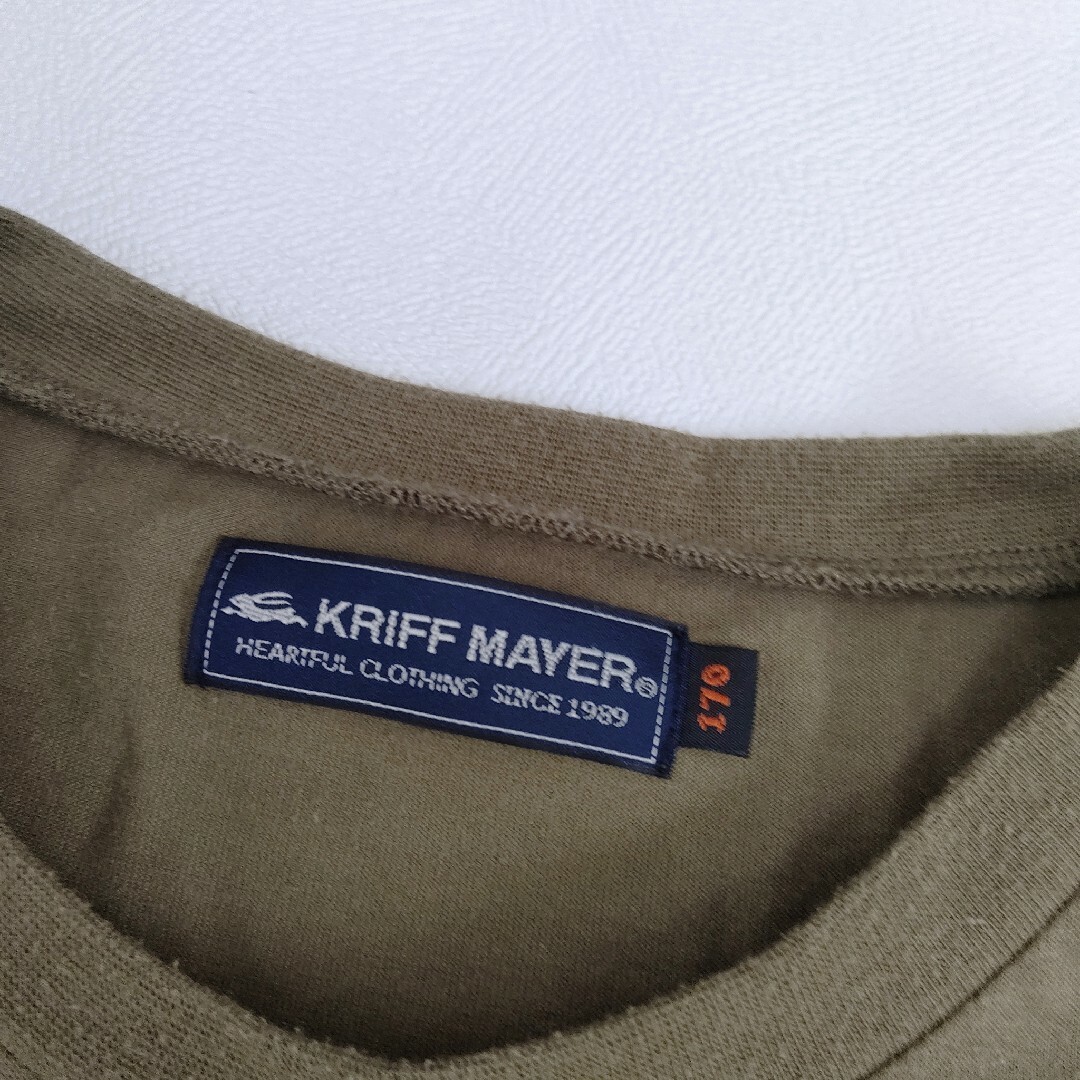 KRIFF MAYER®
HEARTFUL CLOTHING SINCE 1989
170